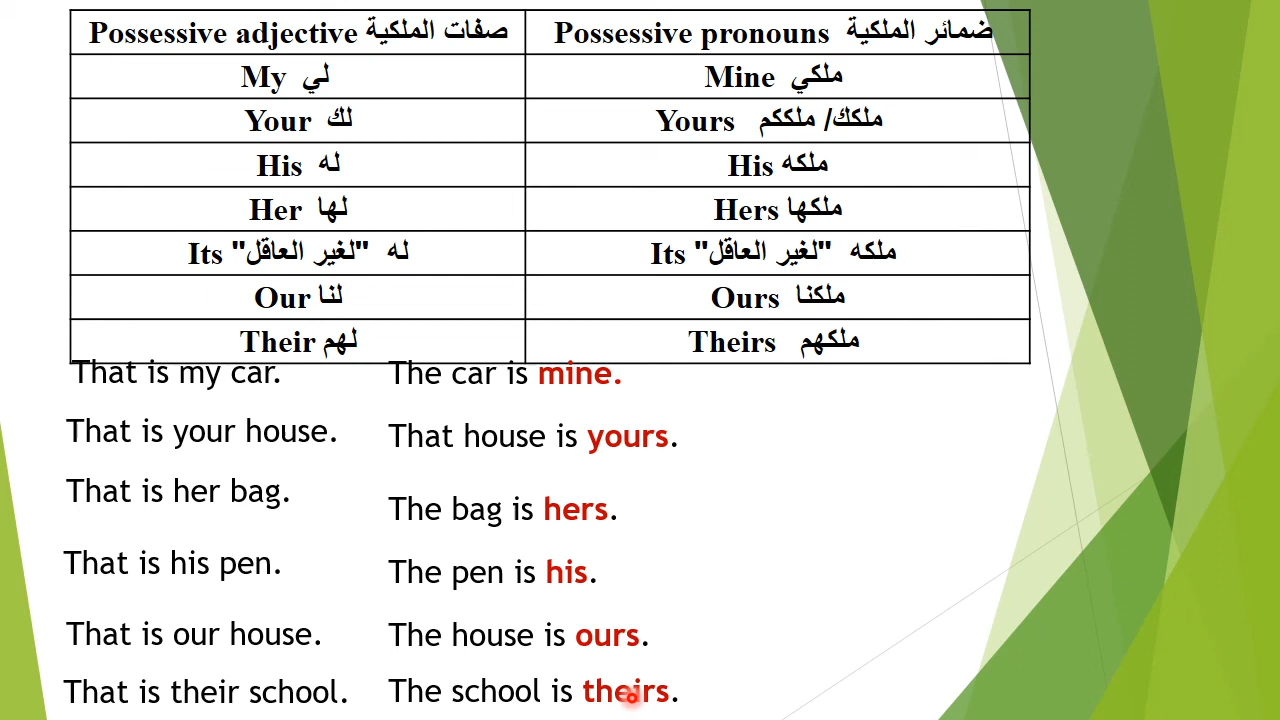 Possessive adjective صفات الملكية Possessive pronouns ضمائر الملكية
My لي Mine ملكي
Your لك Yours ملكك/ ملككم
His له His ملكه
Her لها Hers ملكها
Its "لغير العاقل" له Its "لغير العاقل" ملكه
Our لنا Ours ملكنا
Their لهم Theirs ملكهم
That is my car. The car is mine.
That is your house. That house is yours.
That is her bag. The bag is hers.
That is his pen. The pen is his.
That is our house. The house is ours.
That is their school. The school is theirs.